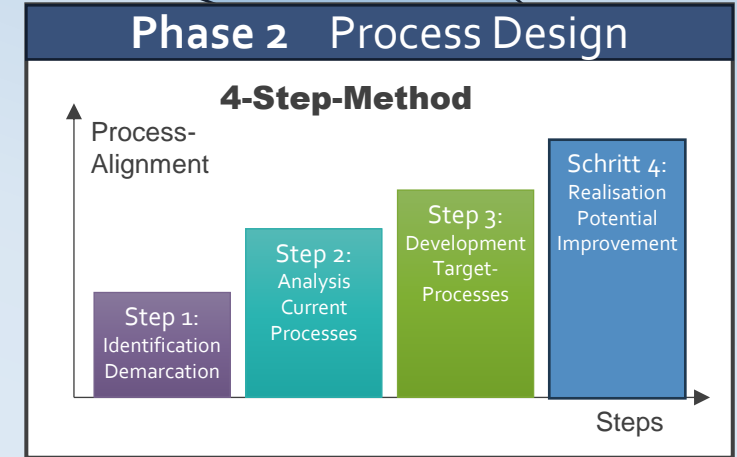 Phase 2 Process Design
4-Step-Method
Process-
Alignment
Step 1:
Identification
Demarcation
Step 2:
Analysis
Current
Processes
Step 3:
Development
Target-
Processes
Schritt 4:
Realisation
Potential
Improvement
Steps